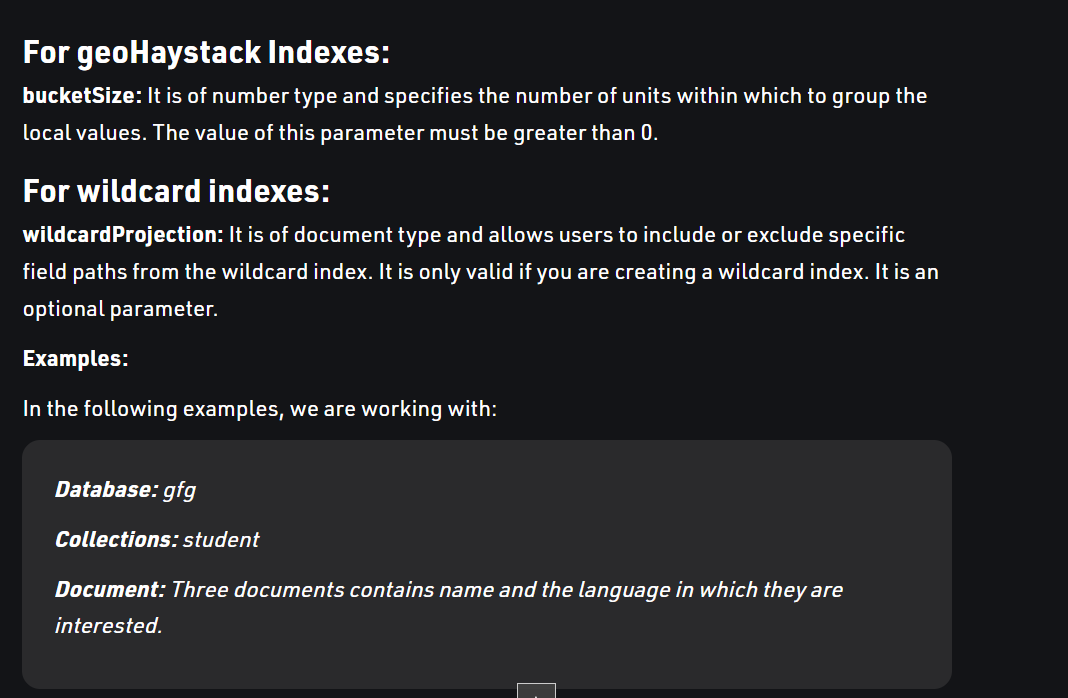 For geoHaystack Indexes:
bucketSize: It is of number type and specifies the number of units within which to group the
local values. The value of this parameter must be greater than 0.
For wildcard indexes:
wildcardProjection: It is of document type and allows users to include or exclude specific
field paths from the wildcard index. It is only valid if you are creating a wildcard index. It is an
optional parameter.
Examples:
In the following examples, we are working with:
Database: gfg
Collections: student
Document: Three documents contains name and the language in which they are
interested.